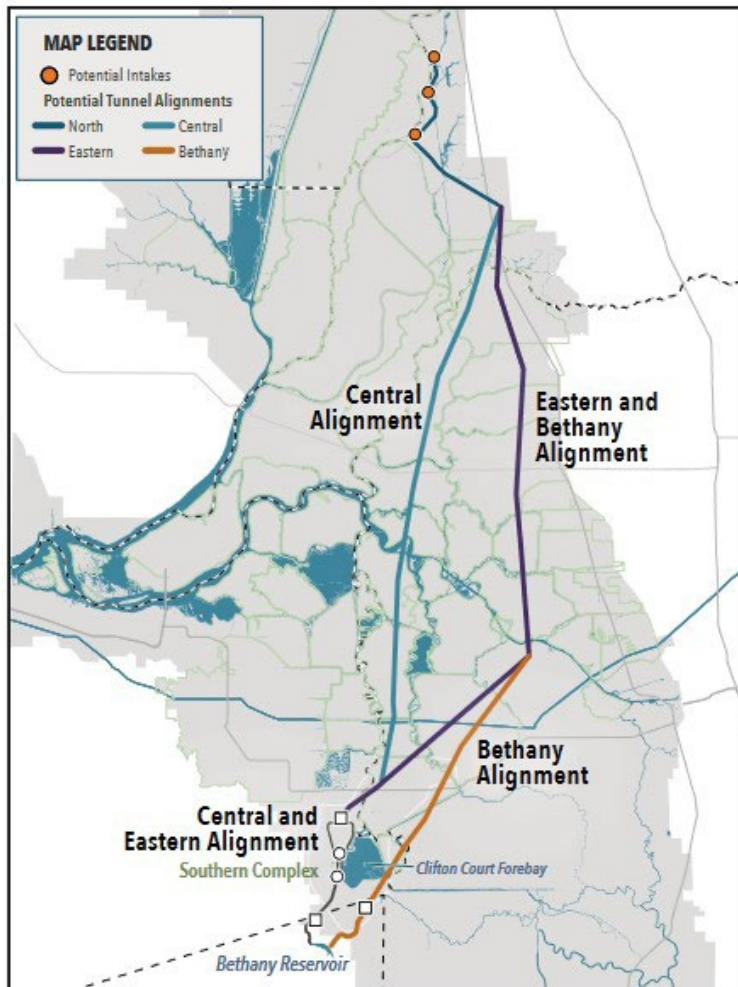 MAP LEGEND
Potential Intakes
Potential Tunnel Alignments
North
Central
Eastern
Bethany
Central
Alignment
Eastern and
Bethany
Alignment
Bethany
Alignment
Central and
Eastern Alignment
Southern Complex
Clifton Court Forebay
Bethany Reservoir